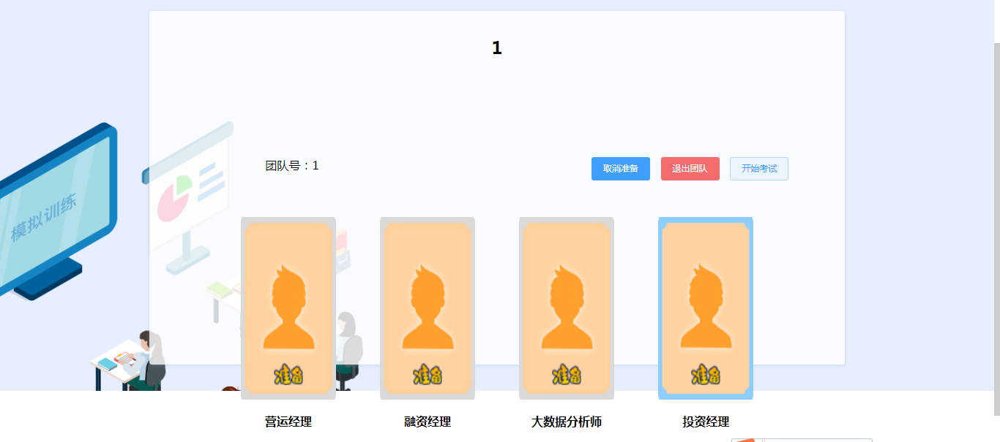 1
模拟训练
团队号：1
取消准备 退出团队 开始考试
准备 准备 准备 准备
营运经理 融资经理 大数据分析师 投资经理